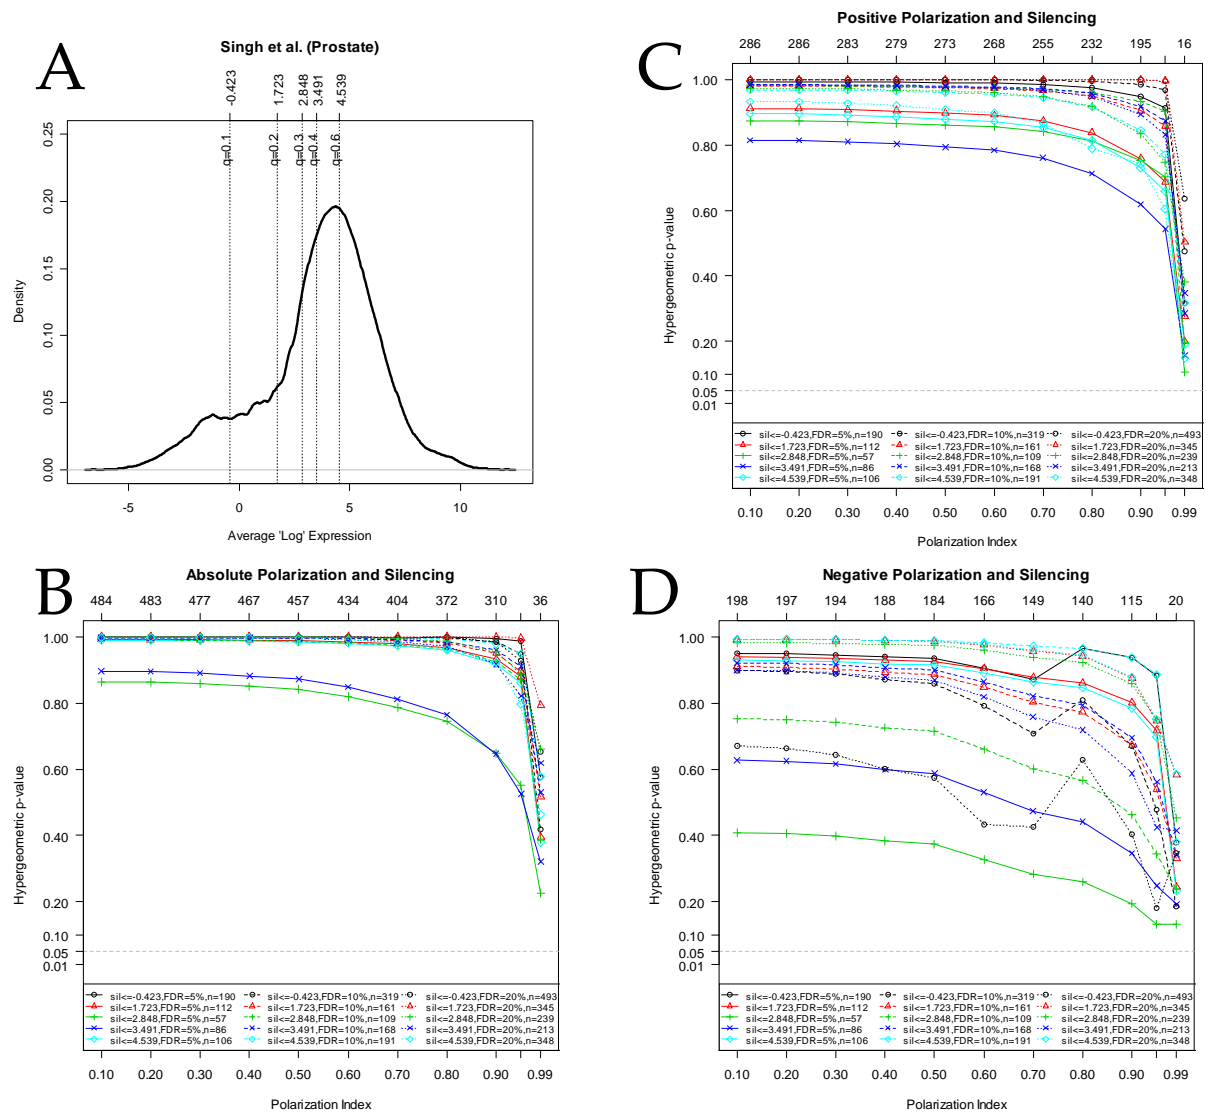 A
Singh et al. (Prostate)
-0.423
1.723
2.848
3.491
4.539
q=0.1
q=0.2
q=0.3
q=0.4
q=0.6
Density
0.25
0.20
0.15
0.10
0.05
0.00
-5 0 5 10
Average 'Log' Expression
C
Positive Polarization and Silencing
286 286 283 279 273 268 255 232 195 16
Hypergeometric p-value
1.00
0.80
0.60
0.40
0.20
0.10
0.05
0.01
sil<=-0.423,FDR=5%,n=190 sil<=-0.423,FDR=10%,n=319 sil<=-0.423,FDR=20%,n=493
sil<=1.723,FDR=5%,n=112 sil<=1.723,FDR=10%,n=161 sil<=1.723,FDR=20%,n=345
sil<=2.848,FDR=5%,n=57 sil<=2.848,FDR=10%,n=109 sil<=2.848,FDR=20%,n=239
sil<=3.491,FDR=5%,n=86 sil<=3.491,FDR=10%,n=168 sil<=3.491,FDR=20%,n=213
sil<=4.539,FDR=5%,n=106 sil<=4.539,FDR=10%,n=191 sil<=4.539,FDR=20%,n=348
0.10 0.20 0.30 0.40 0.50 0.60 0.70 0.80 0.90 0.99
Polarization Index
B
Absolute Polarization and Silencing
484 483 477 467 457 434 404 372 310 36
Hypergeometric p-value
1.00
0.80
0.60
0.40
0.20
0.10
0.05
0.01
sil<=-0.423,FDR=5%,n=190 sil<=-0.423,FDR=10%,n=319 sil<=-0.423,FDR=20%,n=493
sil<=1.723,FDR=5%,n=112 sil<=1.723,FDR=10%,n=161 sil<=1.723,FDR=20%,n=345
sil<=2.848,FDR=5%,n=57 sil<=2.848,FDR=10%,n=109 sil<=2.848,FDR=20%,n=239
sil<=3.491,FDR=5%,n=86 sil<=3.491,FDR=10%,n=168 sil<=3.491,FDR=20%,n=213
sil<=4.539,FDR=5%,n=106 sil<=4.539,FDR=10%,n=191 sil<=4.539,FDR=20%,n=348
0.10 0.20 0.30 0.40 0.50 0.60 0.70 0.80 0.90 0.99
Polarization Index
D
Negative Polarization and Silencing
198 197 194 188 184 166 149 140 115 20
Hypergeometric p-value
1.00
0.80
0.60
0.40
0.20
0.10
0.05
0.01
sil<=-0.423,FDR=5%,n=190 sil<=-0.423,FDR=10%,n=319 sil<=-0.423,FDR=20%,n=493
sil<=1.723,FDR=5%,n=112 sil<=1.723,FDR=10%,n=161 sil<=1.723,FDR=20%,n=345
sil<=2.848,FDR=5%,n=57 sil<=2.848,FDR=10%,n=109 sil<=2.848,FDR=20%,n=239
sil<=3.491,FDR=5%,n=86 sil<=3.491,FDR=10%,n=168 sil<=3.491,FDR=20%,n=213
sil<=4.539,FDR=5%,n=106 sil<=4.539,FDR=10%,n=191 sil<=4.539,FDR=20%,n=348
0.10 0.20 0.30 0.40 0.50 0.60 0.70 0.80 0.90 0.99
Polarization Index